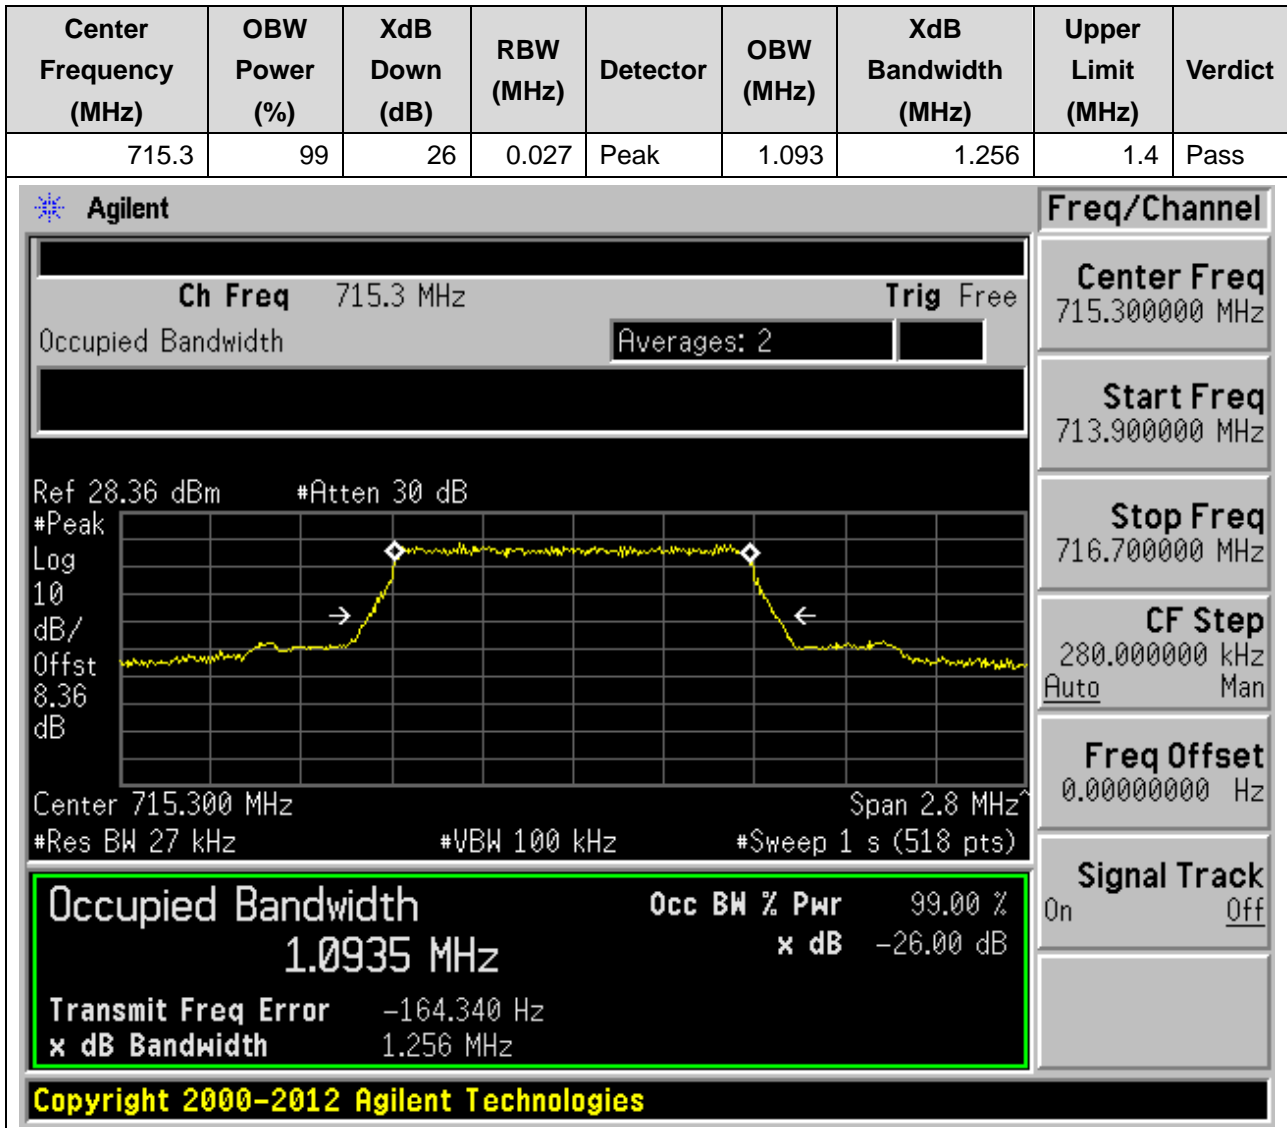 Center Frequency (MHz) OBW Power (%) XdB Down (dB) RBW (MHz) Detector OBW (MHz) XdB Bandwidth (MHz) Upper Limit (MHz) Verdict
715.3 99 26 0.027 Peak 1.093 1.256 1.4 Pass
Agilent
Ch Freq 715.3 MHz Trig Free
Occupied Bandwidth Averages: 2
Ref 28.36 dBm #Atten 30 dB
#Peak
Log
10
dB/
Offst
8.36
dB
Center 715.300 MHz Span 2.8 MHz^
#Res BW 27 kHz #VBW 100 kHz #Sweep 1 s (518 pts)
Occupied Bandwidth Occ BW % Pwr 99.00 %
1.0935 MHz x dB -26.00 dB
Transmit Freq Error -164.340 Hz
x dB Bandwidth 1.256 MHz
Copyright 2000-2012 Agilent Technologies
Freq/Channel
Center Freq
715.300000 MHz
Start Freq
713.900000 MHz
Stop Freq
716.700000 MHz
CF Step
280.000000 kHz
Auto Man
Freq Offset
0.00000000 Hz
Signal Track
On Off